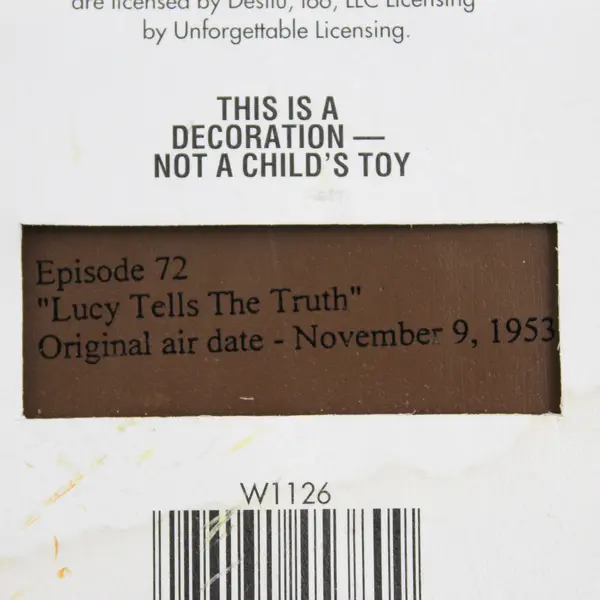 are licensed by Desilu, too, LLC Licensing
by Unforgettable Licensing.
THIS IS A
DECORATION —
NOT A CHILD'S TOY
Episode 72
"Lucy Tells The Truth"
Original air date - November 9, 1953
W1126